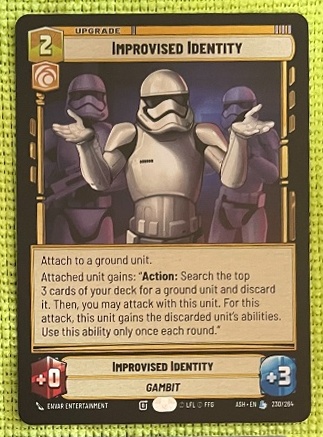 UPGRADE
2
IMPROVISED IDENTITY
Attach to a ground unit.
Attached unit gains: "Action: Search the top
3 cards of your deck for a ground unit and discard
it. Then, you may attack with this unit. For this
attack, this unit gains the discarded unit's abilities.
Use this ability only once each round."
IMPROVISED IDENTITY
+0
GAMBIT
+3
ENVAR ENTERTAINMENT
LFL
FFG
ASH • EN
230/264